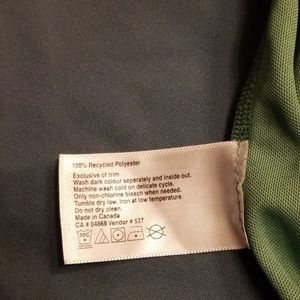 100% Recycled Polyester
Exclusive of trim
Wash dark colour separately and inside out.
Machine wash cold on delicate cycle.
Only non-chlorine bleach when needed.
Tumble dry low, Iron at low temperature.
Do not dry clean.
Made in Canada
CA # 04868 Vendor # 537
30C